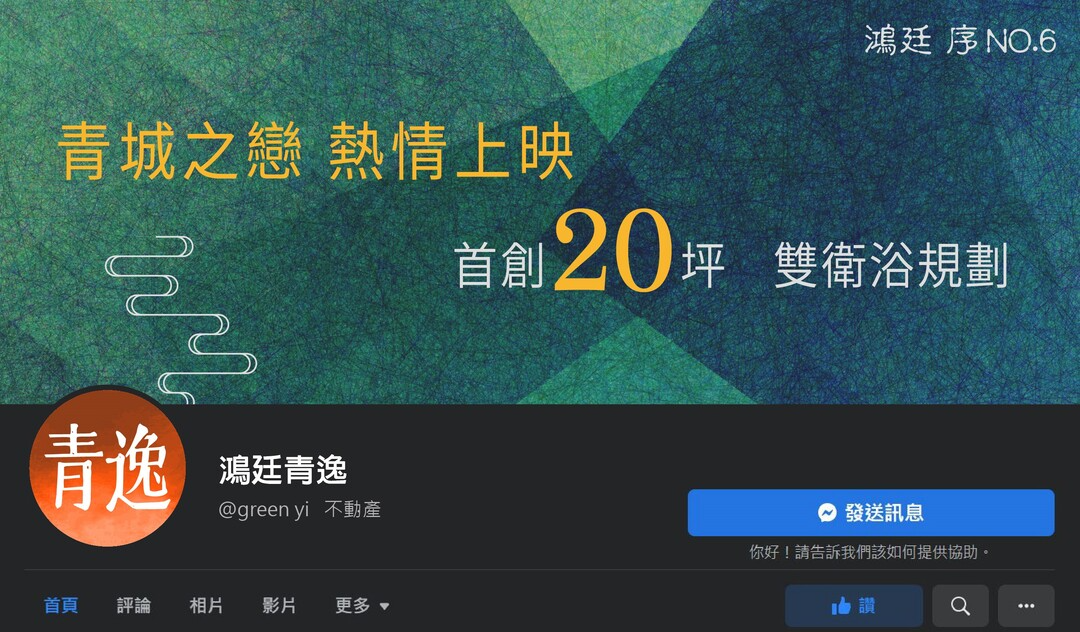 鴻廷 序 NO.6
青城之戀 熱情上映
首創20坪 雙衛浴規劃
青逸
鴻廷青逸
@green yi 不動產
發送訊息
你好！請告訴我們該如何提供協助。
首頁 評論 相片 影片 更多 讚